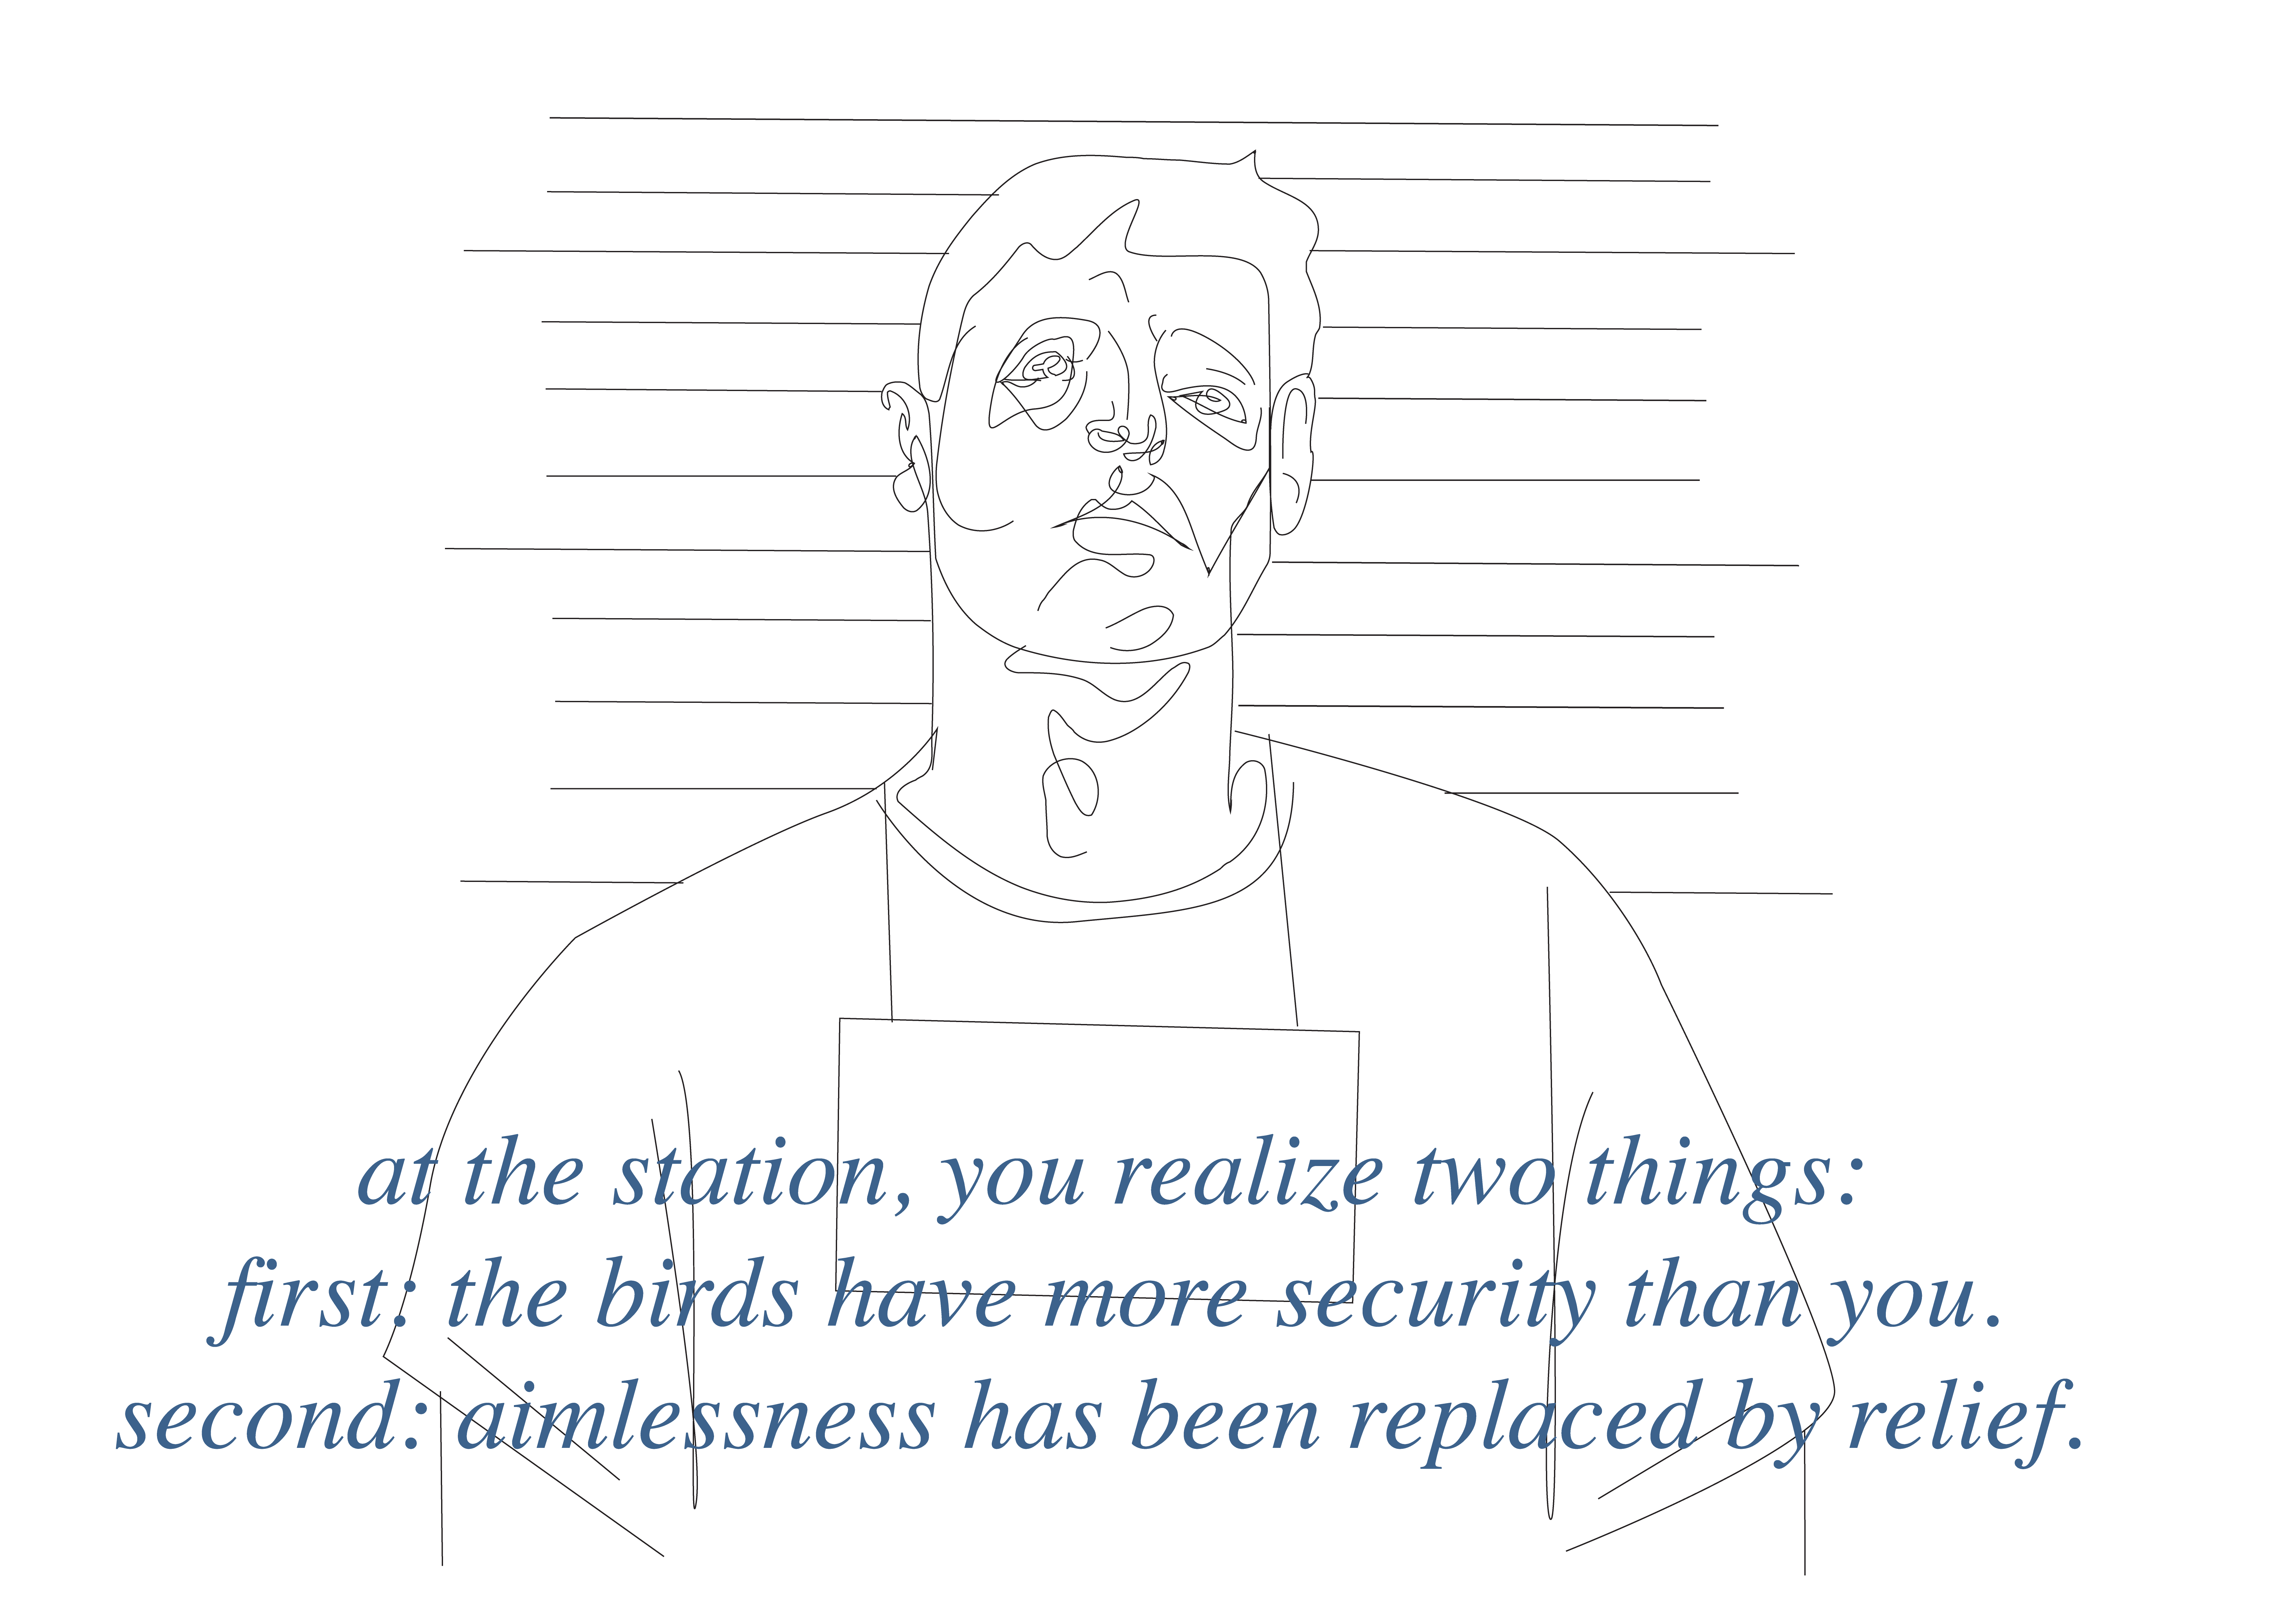 at the station, you realize two things:
first: the birds have more security than you.
second: aimlessness has been replaced by relief.